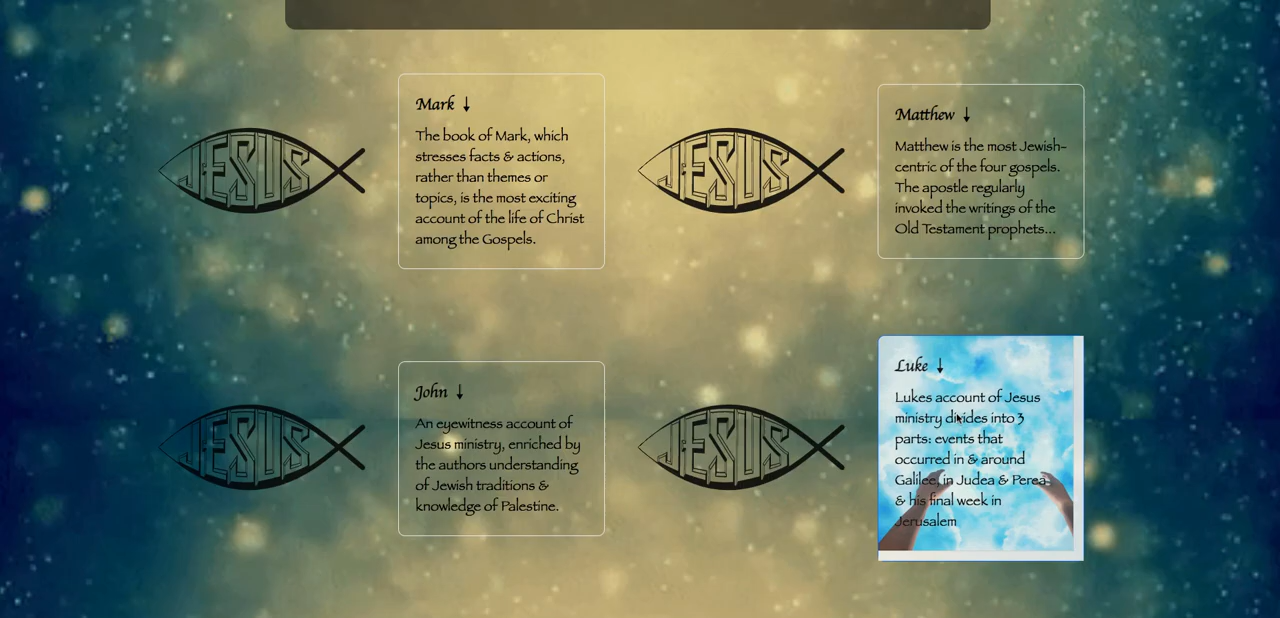 JESUS
Mark ↓
The book of Mark, which
stresses facts & actions,
rather than themes or
topics, is the most exciting
account of the life of Christ
among the Gospels.
JESUS
Matthew ↓
Matthew is the most Jewish-
centric of the four gospels.
The apostle regularly
invoked the writings of the
Old Testament prophets...
JESUS
John ↓
An eyewitness account of
Jesus ministry, enriched by
the authors understanding
of Jewish traditions &
knowledge of Palestine.
JESUS
Luke ↓
Lukes account of Jesus
ministry divides into 3
parts: events that
occurred in & around
Galilee, in Judea & Perea,
& his final week in
Jerusalem